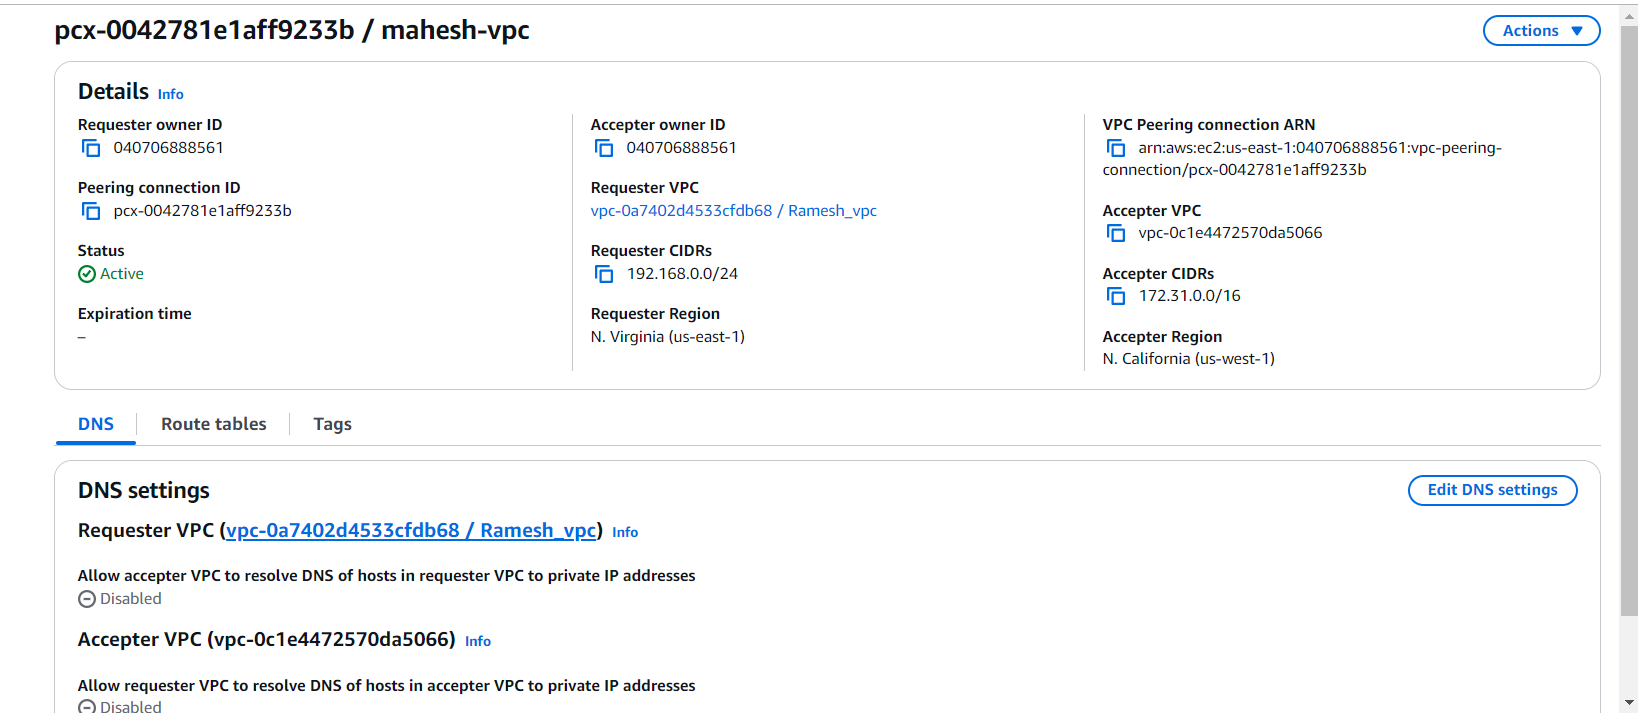 pcx-0042781e1aff9233b / mahesh-vpc
Actions
Details Info
Requester owner ID
040706888561
Peering connection ID
pcx-0042781e1aff9233b
Status
Active
Expiration time
–
Accepter owner ID
040706888561
Requester VPC
vpc-0a7402d4533cfdb68 / Ramesh_vpc
Requester CIDRs
192.168.0.0/24
Requester Region
N. Virginia (us-east-1)
VPC Peering connection ARN
arn:aws:ec2:us-east-1:040706888561:vpc-peering-
connection/pcx-0042781e1aff9233b
Accepter VPC
vpc-0c1e4472570da5066
Accepter CIDRs
172.31.0.0/16
Accepter Region
N. California (us-west-1)
DNS
Route tables
Tags
DNS settings
Edit DNS settings
Requester VPC (vpc-0a7402d4533cfdb68 / Ramesh_vpc) Info
Allow accepter VPC to resolve DNS of hosts in requester VPC to private IP addresses
Disabled
Accepter VPC (vpc-0c1e4472570da5066) Info
Allow requester VPC to resolve DNS of hosts in accepter VPC to private IP addresses
Disabled